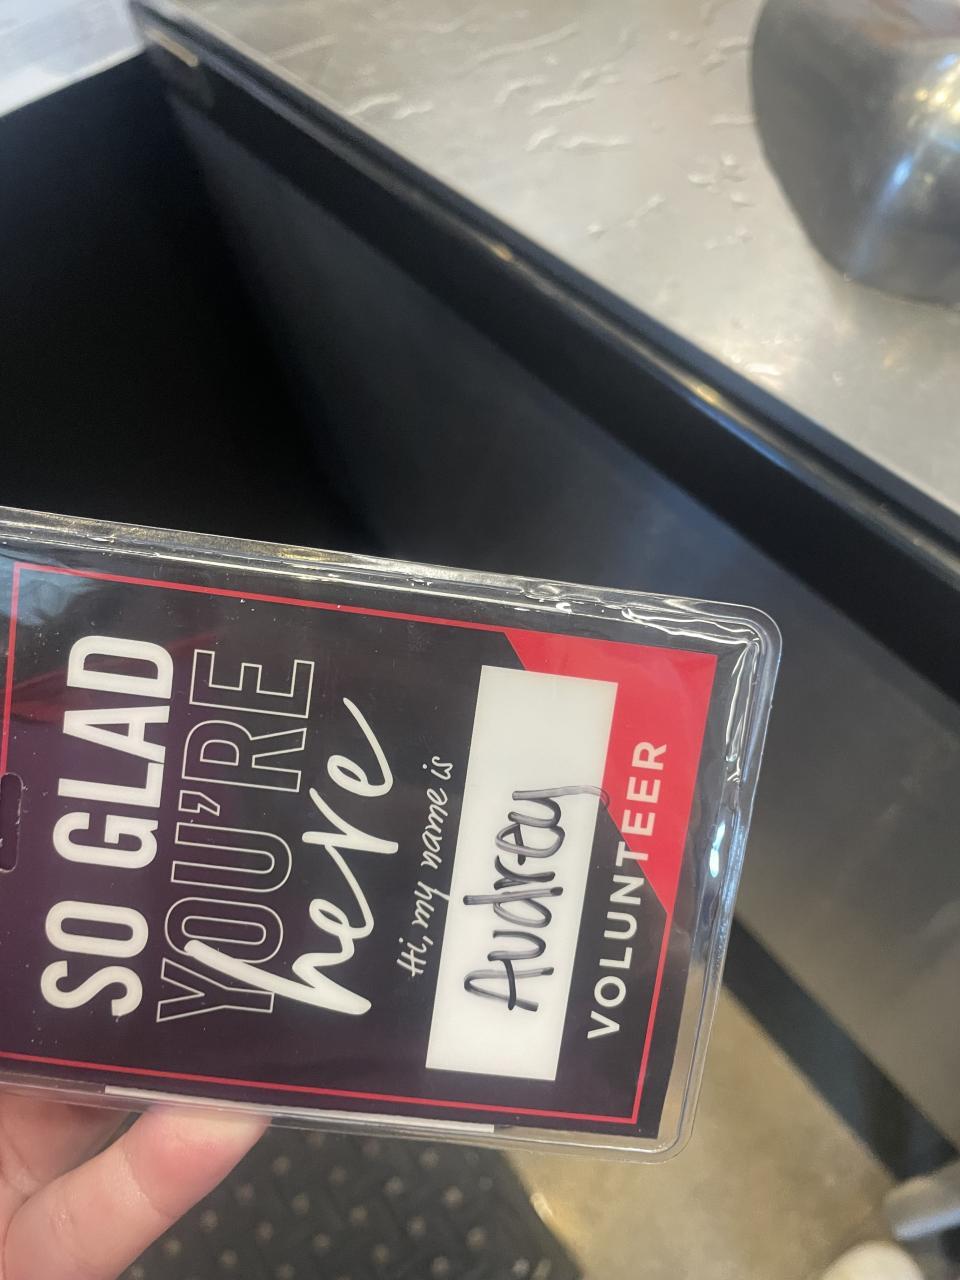 SO GLAD
YOU'RE
here
Hi, my name is
Audrey
VOLUNTEER